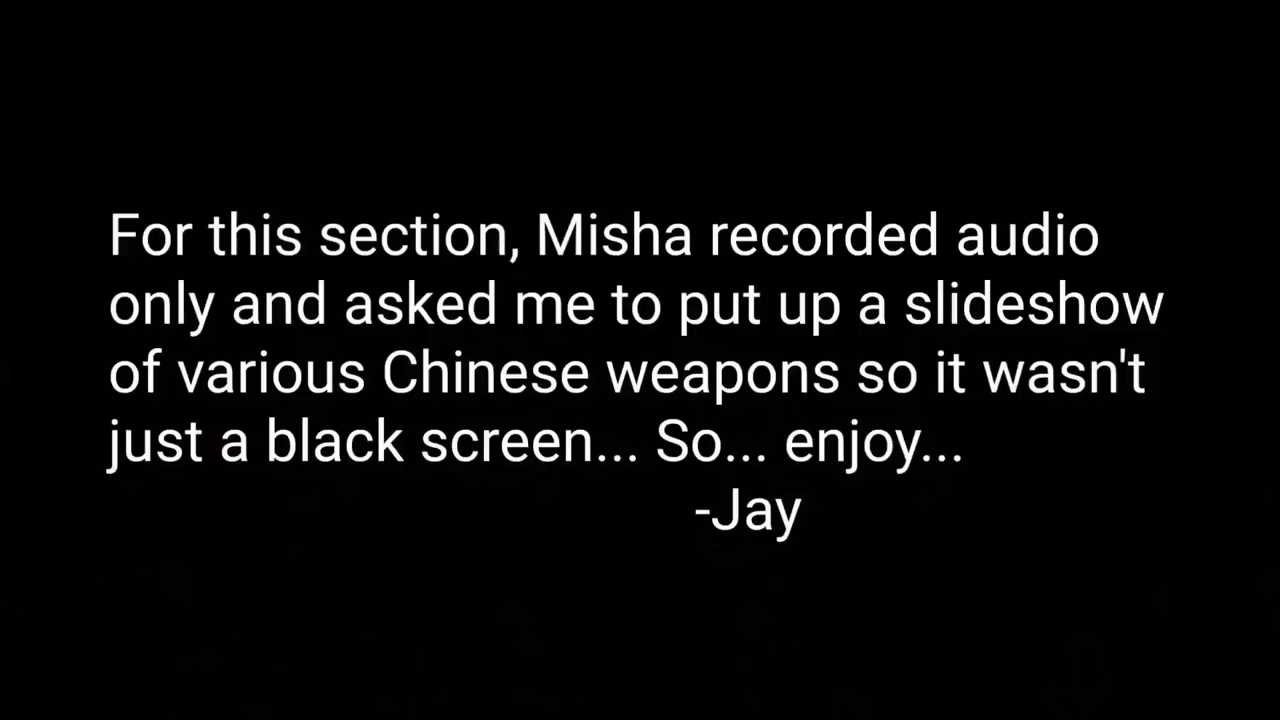 For this section, Misha recorded audio
only and asked me to put up a slideshow
of various Chinese weapons so it wasn't
just a black screen... So... enjoy...
-Jay